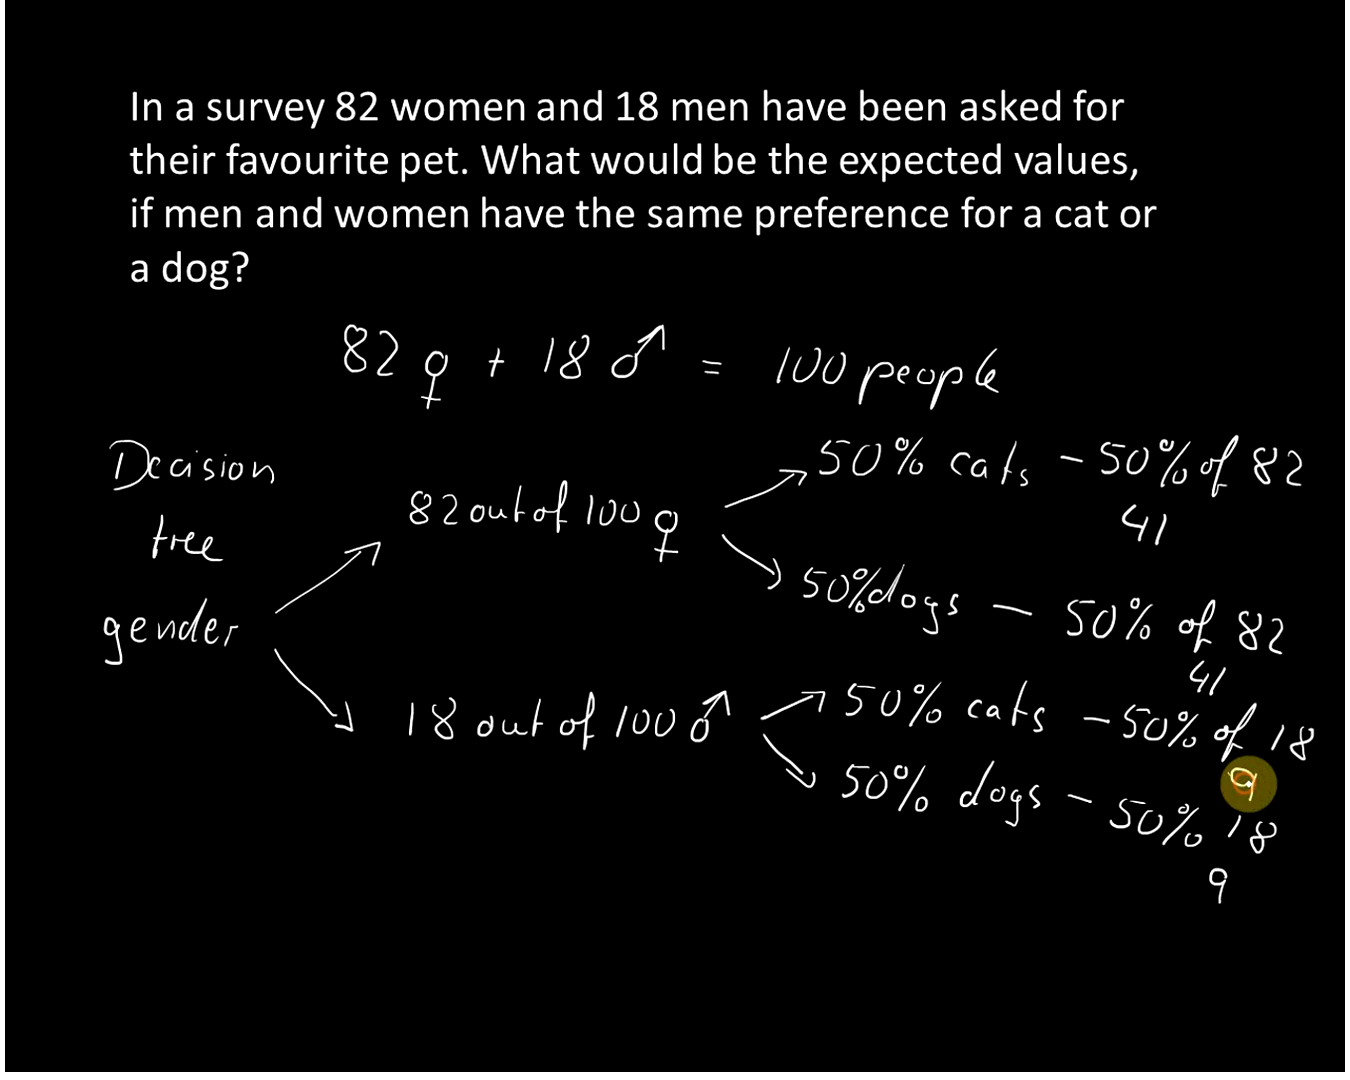 In a survey 82 women and 18 men have been asked for
their favourite pet. What would be the expected values,
if men and women have the same preference for a cat or
a dog?
82 ♀ + 18 ♂ = 100 people
Decision
tree
gender
82 out of 100 ♀
50% cats - 50% of 82
41
50% dogs - 50% of 82
41
18 out of 100 ♂
50% cats - 50% of 18
9
50% dogs - 50% 18
9